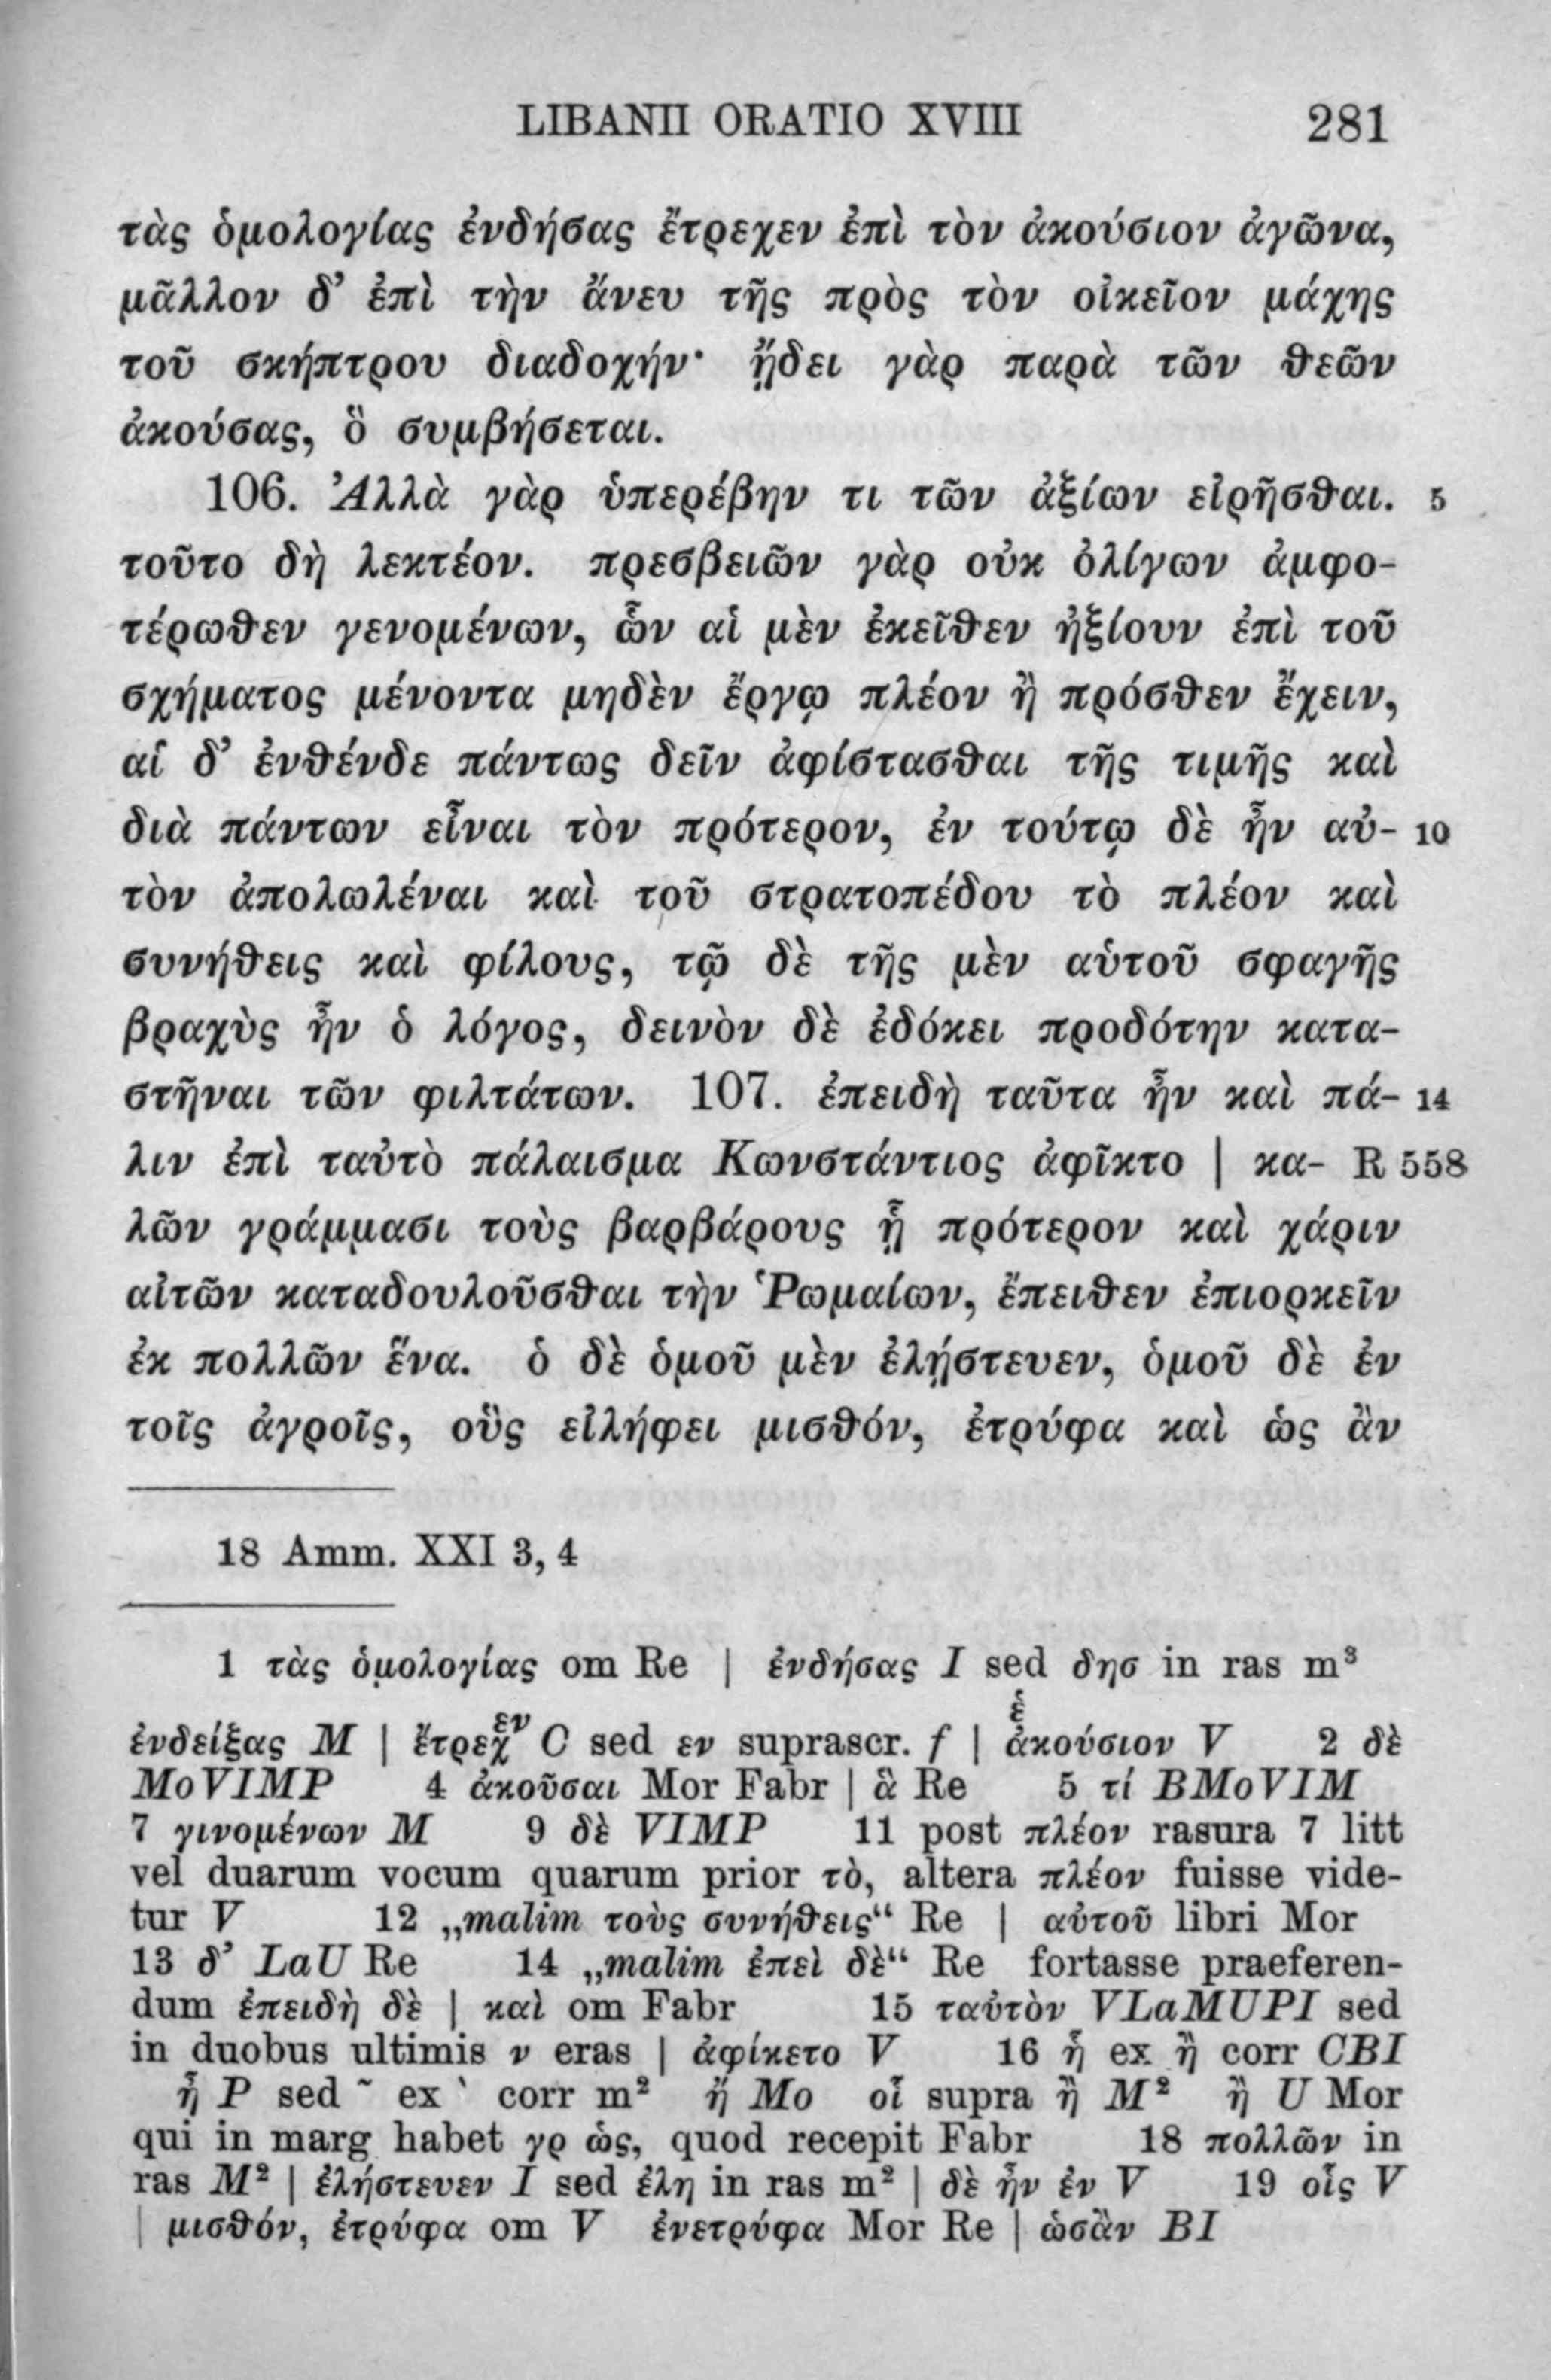 LIBANII ORATIO XVIII 281
τὰς ὁμολογίας ἐνδήσας ἔτρεχεν ἐπὶ τὸν ἀκούσιον ἀγῶνα,
μᾶλλον δ’ ἐπὶ τὴν ἄνευ τῆς πρὸς τὸν οἰκεῖον μάχης
τοῦ σκήπτρου διαδοχήν· ᾔδει γὰρ παρὰ τῶν θεῶν
ἀκούσας, ὃ συμβήσεται.
106. Ἀλλὰ γὰρ ὑπερέβην τι τῶν ἀξίων εἰρῆσθαι. 5
τοῦτο δὴ λεκτέον. πρεσβειῶν γὰρ οὐκ ὀλίγων ἀμφο-
τέρωθεν γενομένων, ὧν αἱ μὲν ἐκεῖθεν ἠξίουν ἐπὶ τοῦ
σχήματος μένοντα μηδὲν ἔργῳ πλέον ἢ πρόσθεν ἔχειν,
αἱ δ’ ἐνθένδε πάντως δεῖν ἀφίστασθαι τῆς τιμῆς καὶ
διὰ πάντων εἶναι τὸν πρότερον, ἐν τούτῳ δὲ ἦν αὐ- 10
τὸν ἀπολωλέναι καὶ τοῦ στρατοπέδου τὸ πλέον καὶ
συνήθεις καὶ φίλους, τῷ δὲ τῆς μὲν αὑτοῦ σφαγῆς
βραχὺς ἦν ὁ λόγος, δεινὸν δὲ ἐδόκει προδότην κατα-
στῆναι τῶν φιλτάτων. 107. ἐπειδὴ ταῦτα ἦν καὶ πά- 14
λιν ἐπὶ ταὐτὸ πάλαισμα Κωνστάντιος ἀφῖκτο | κα- R 558
λῶν γράμμασι τοὺς βαρβάρους ᾗ πρότερον καὶ χάριν
αἰτῶν καταδουλοῦσθαι τὴν Ῥωμαίων, ἔπειθεν ἐπιορκεῖν
ἐκ πολλῶν ἕνα. ὁ δὲ ὁμοῦ μὲν ἐλῄστευεν, ὁμοῦ δὲ ἐν
τοῖς ἀγροῖς, οὓς εἰλήφει μισθόν, ἐτρύφα καὶ ὡς ἂν
18 Amm. XXI 3, 4
1 τὰς ὁμολογίας om Re | ἐνδήσας I sed δησ in ras m³
ἐνδείξας M | ἔτρεχ^εν C sed εν suprascr. f | ἀκούσιον V 2 δὲ
MoVIMP 4 ἀκοῦσαι Mor Fabr | ἃ Re 5 τί BMoVIM
7 γινομένων M 9 δὲ VIMP 11 post πλέον rasura 7 litt
vel duarum vocum quarum prior τὸ, altera πλέον fuisse vide-
tur V 12 „malim τοὺς συνήθεις“ Re | αὐτοῦ libri Mor
13 δ’ LaU Re 14 „malim ἐπεὶ δὲ“ Re fortasse praeferen-
dum ἐπειδὴ δὲ | καὶ om Fabr 15 ταὐτὸν VLaMUPI sed
in duobus ultimis ν eras | ἀφίκετο V 16 ᾗ ex ἢ corr CBI
ᾗ P sed ˜ ex ` corr m² ἤ Mo οἷ supra ἢ M² ἢ U Mor
qui in marg habet γρ ὡς, quod recepit Fabr 18 πολλῶν in
ras M² | ἐλήστευεν I sed ἐλη in ras m² | δὲ ἦν ἐν V 19 οἷς V
| μισθόν, ἐτρύφα om V ἐνετρύφα Mor Re | ὡσὰν BI